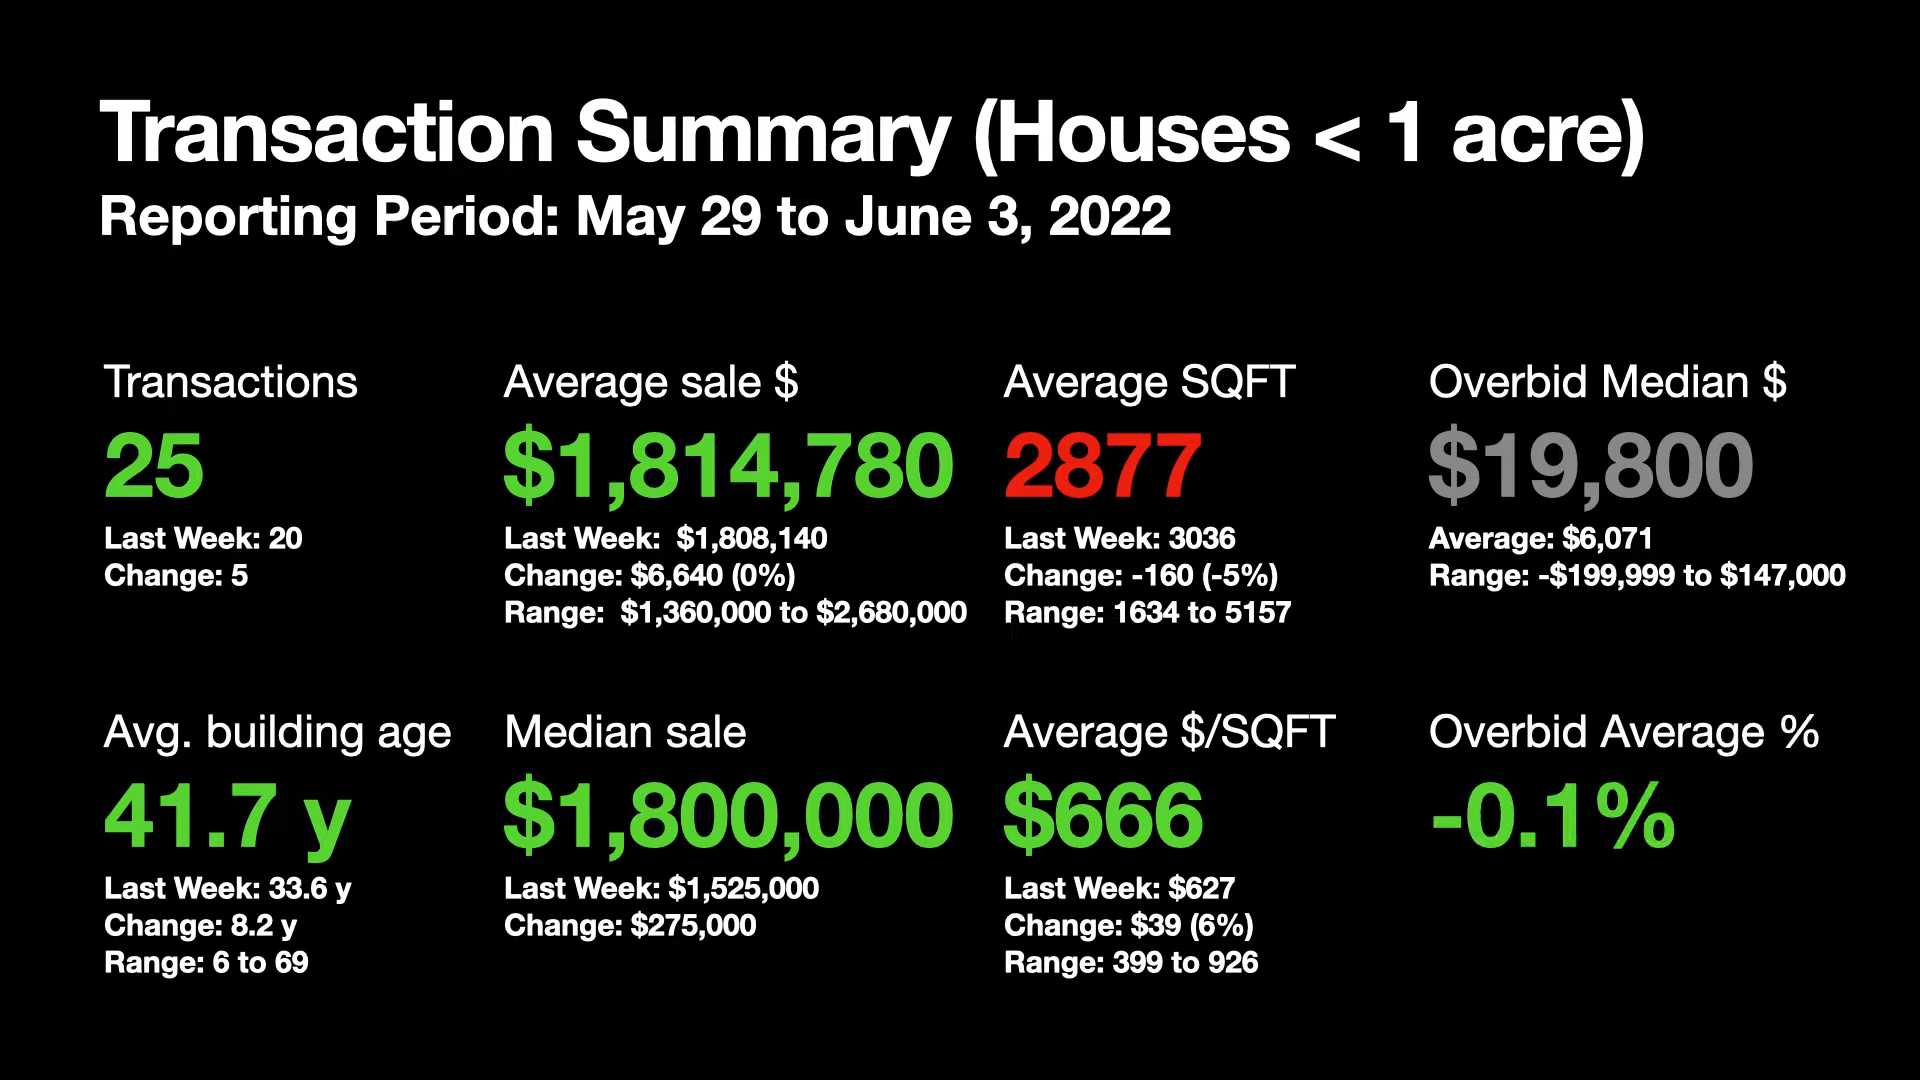 Transaction Summary (Houses < 1 acre)
Reporting Period: May 29 to June 3, 2022
Transactions
25
Last Week: 20
Change: 5
Average sale $
$1,814,780
Last Week: $1,808,140
Change: $6,640 (0%)
Range: $1,360,000 to $2,680,000
Average SQFT
2877
Last Week: 3036
Change: -160 (-5%)
Range: 1634 to 5157
Overbid Median $
$19,800
Average: $6,071
Range: -$199,999 to $147,000
Avg. building age
41.7 y
Last Week: 33.6 y
Change: 8.2 y
Range: 6 to 69
Median sale
$1,800,000
Last Week: $1,525,000
Change: $275,000
Average $/SQFT
$666
Last Week: $627
Change: $39 (6%)
Range: 399 to 926
Overbid Average %
-0.1%